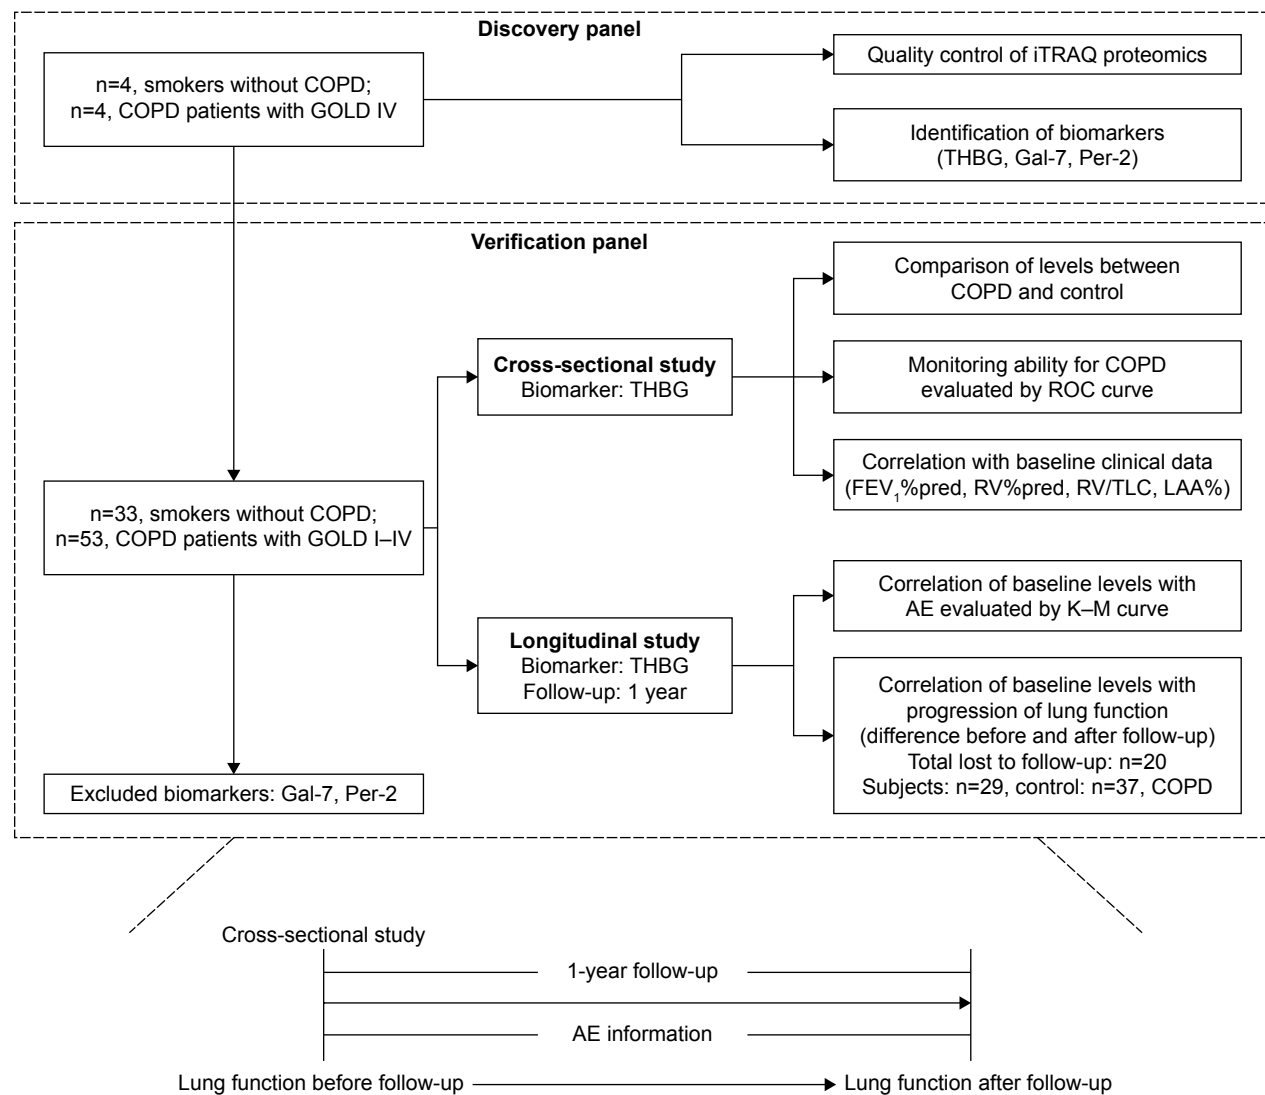 Discovery panel
n=4, smokers without COPD;
n=4, COPD patients with GOLD IV
Quality control of iTRAQ proteomics
Identification of biomarkers
(THBG, Gal-7, Per-2)
Verification panel
n=33, smokers without COPD;
n=53, COPD patients with GOLD I–IV
Excluded biomarkers: Gal-7, Per-2
Cross-sectional study
Biomarker: THBG
Comparison of levels between
COPD and control
Monitoring ability for COPD
evaluated by ROC curve
Correlation with baseline clinical data
(FEV₁%pred, RV%pred, RV/TLC, LAA%)
Longitudinal study
Biomarker: THBG
Follow-up: 1 year
Correlation of baseline levels with
AE evaluated by K–M curve
Correlation of baseline levels with
progression of lung function
(difference before and after follow-up)
Total lost to follow-up: n=20
Subjects: n=29, control: n=37, COPD
Cross-sectional study
1-year follow-up
AE information
Lung function before follow-up
Lung function after follow-up